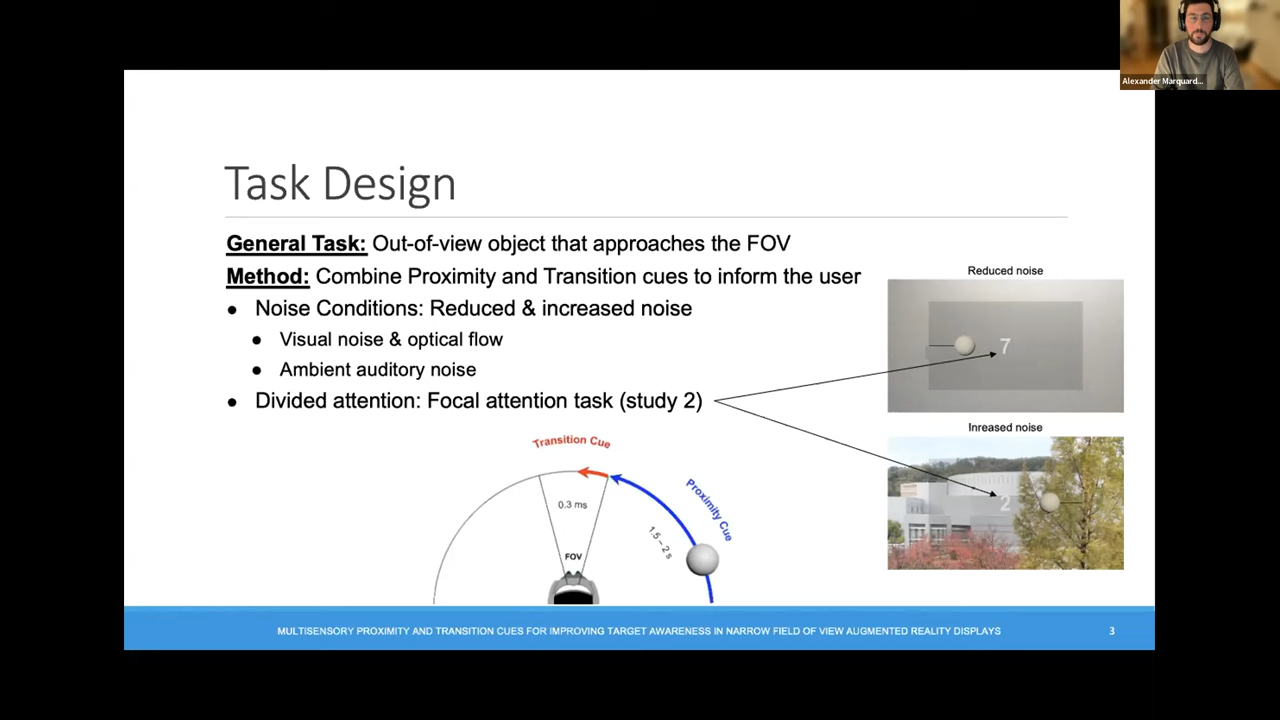 Alexander Marquard...
Task Design
General Task: Out-of-view object that approaches the FOV
Method: Combine Proximity and Transition cues to inform the user
● Noise Conditions: Reduced & increased noise
● Visual noise & optical flow
● Ambient auditory noise
● Divided attention: Focal attention task (study 2)
Reduced noise
7
Inreased noise
2
Transition Cue
Proximity Cue
0.3 ms
1.5 – 2 s
FOV
MULTISENSORY PROXIMITY AND TRANSITION CUES FOR IMPROVING TARGET AWARENESS IN NARROW FIELD OF VIEW AUGMENTED REALITY DISPLAYS
3